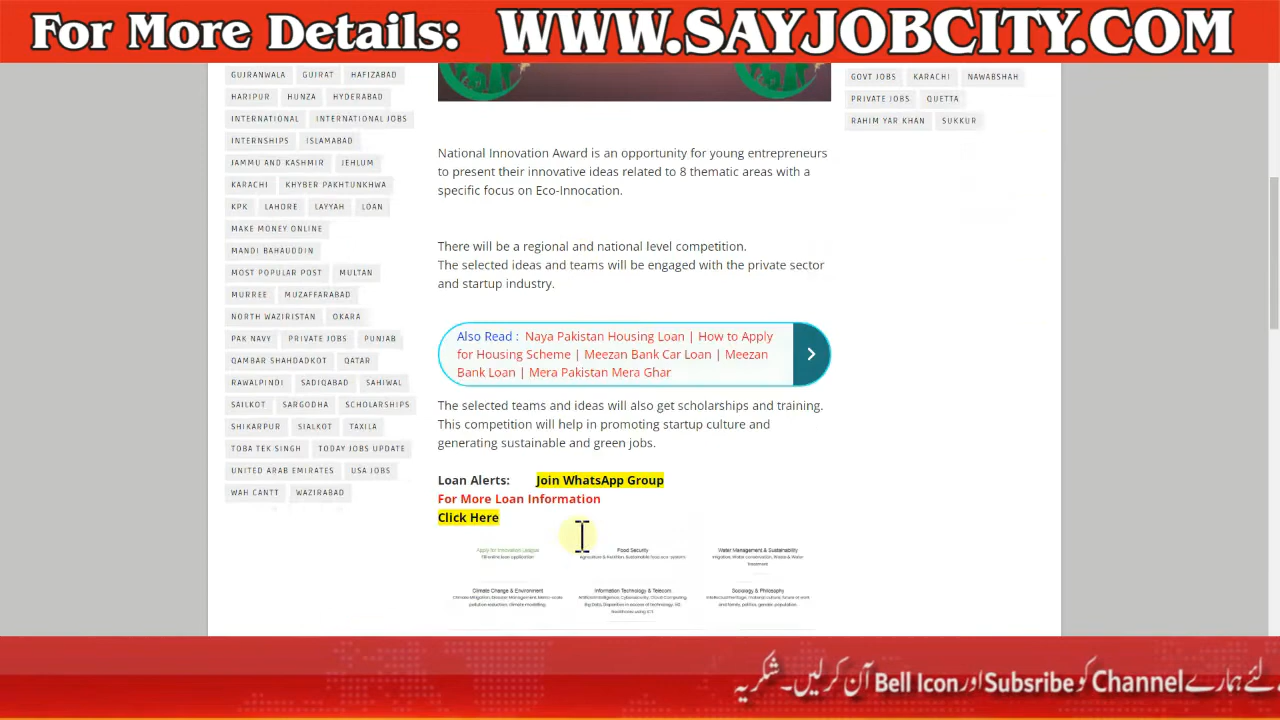 For More Details: WWW.SAYJOBCITY.COM
GUJRANWALA GUJRAT HAFIZABAD
HARIPUR HUNZA HYDERABAD
INTERNATIONAL INTERNATIONAL JOBS
INTERNSHIPS ISLAMABAD
JAMMU AND KASHMIR JEHLUM
KARACHI KHYBER PAKHTUNKHWA
KPK LAHORE LAYYAH LOAN
MAKE MONEY ONLINE
MANDI BAHAUDDIN
MOST POPULAR POST MULTAN
MURREE MUZAFFARABAD
NORTH WAZIRISTAN OKARA
PAK NAVY PRIVATE JOBS PUNJAB
QAMBAR SHAHDADKOT QATAR
RAWALPINDI SADIQABAD SAHIWAL
SAILKOT SARGODHA SCHOLARSHIPS
SHIKARPUR SIALKOT TAXILA
TOBA TEK SINGH TODAY JOBS UPDATE
UNITED ARAB EMIRATES USA JOBS
WAH CANTT WAZIRABAD
National Innovation Award is an opportunity for young entrepreneurs
to present their innovative ideas related to 8 thematic areas with a
specific focus on Eco-Innocation.
There will be a regional and national level competition.
The selected ideas and teams will be engaged with the private sector
and startup industry.
Also Read : Naya Pakistan Housing Loan | How to Apply
for Housing Scheme | Meezan Bank Car Loan | Meezan
Bank Loan | Mera Pakistan Mera Ghar
The selected teams and ideas will also get scholarships and training.
This competition will help in promoting startup culture and
generating sustainable and green jobs.
Loan Alerts: Join WhatsApp Group
For More Loan Information
Click Here
Apply for Innovators League
Food Security
Water Management & Sustainability
Climate Change & Environment
Information Technology & Telecom
Sociology & Philosophy
GOVT JOBS KARACHI NAWABSHAH
PRIVATE JOBS QUETTA
RAHIM YAR KHAN SUKKUR
لئے ہمارے Channel کو Subsribe اور Bell Icon آن کرلیں۔ شکریہ